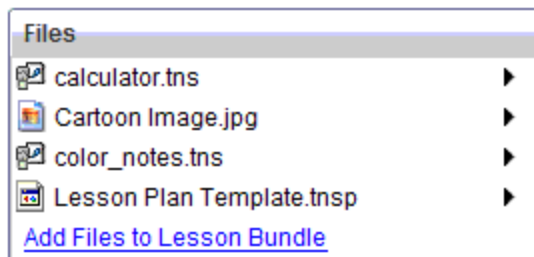 Files
calculator.tns
Cartoon Image.jpg
color_notes.tns
Lesson Plan Template.tnsp
Add Files to Lesson Bundle